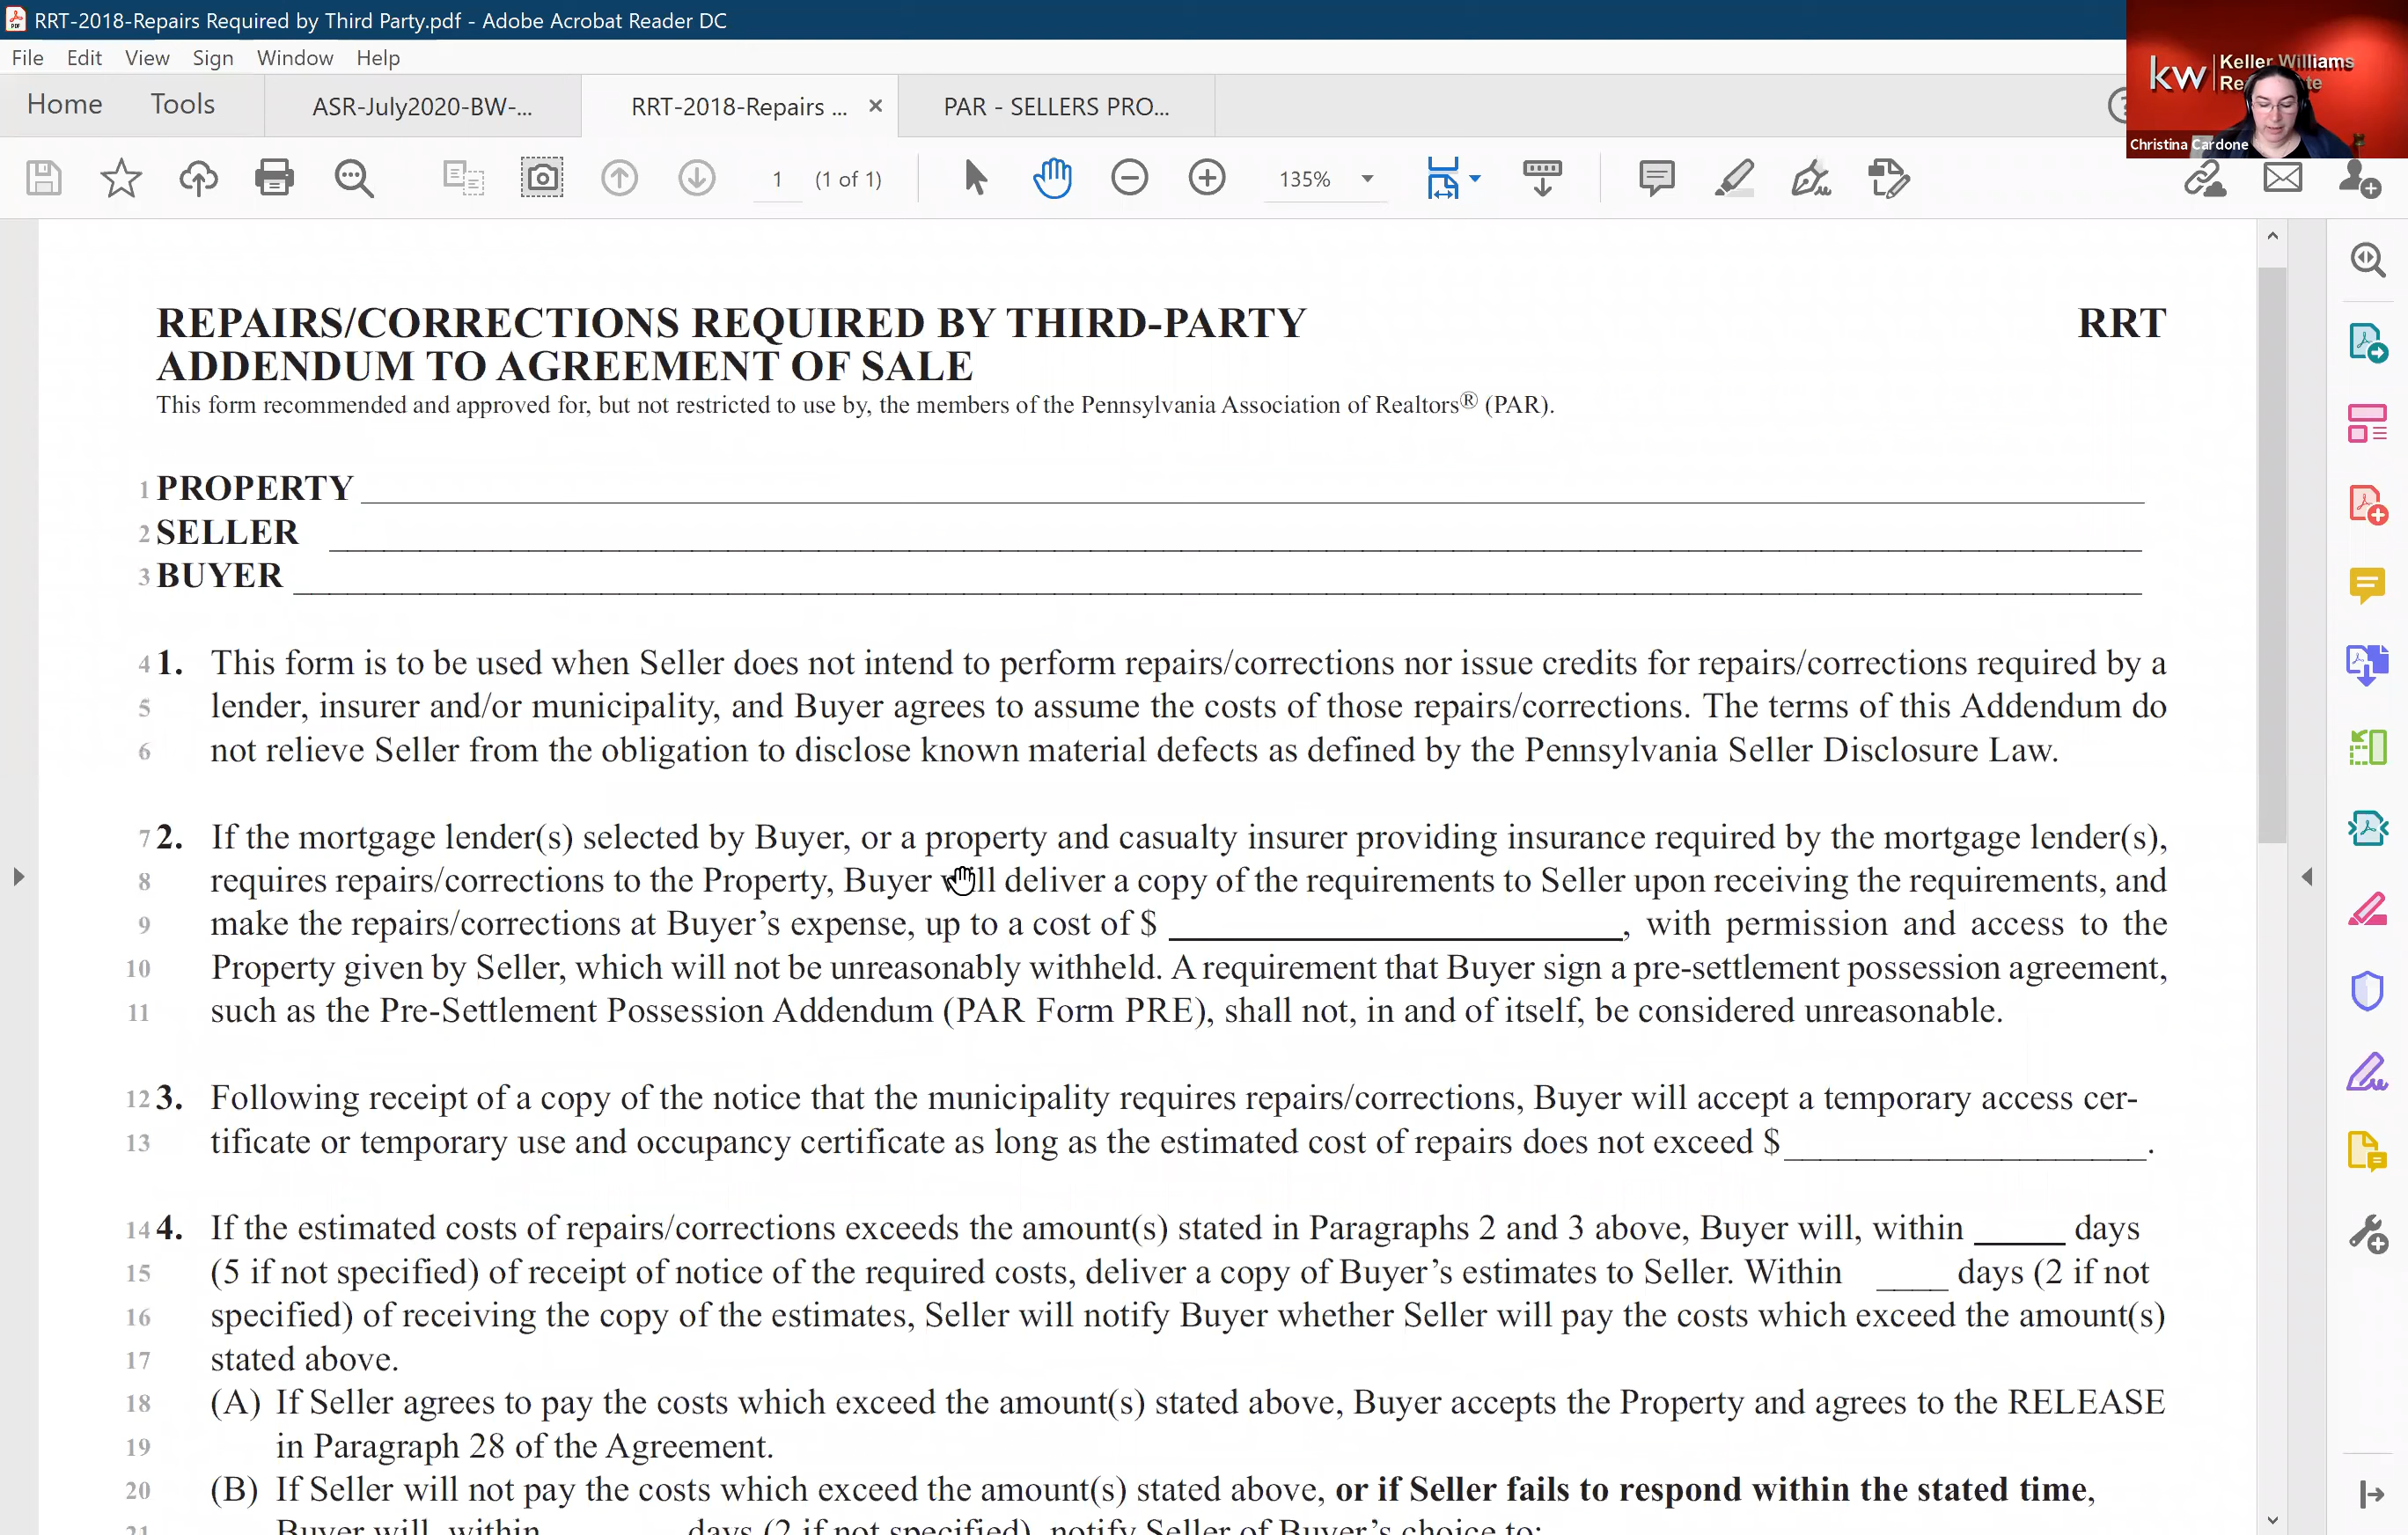 RRT-2018-Repairs Required by Third Party.pdf - Adobe Acrobat Reader DC
File Edit View Sign Window Help
kw Keller Williams
Christina Cardone
Home Tools ASR-July2020-BW-... RRT-2018-Repairs ... × PAR - SELLERS PRO...
1 (1 of 1) 135%
REPAIRS/CORRECTIONS REQUIRED BY THIRD-PARTY RRT
ADDENDUM TO AGREEMENT OF SALE
This form recommended and approved for, but not restricted to use by, the members of the Pennsylvania Association of Realtors® (PAR).
1 PROPERTY
2 SELLER
3 BUYER
4 1. This form is to be used when Seller does not intend to perform repairs/corrections nor issue credits for repairs/corrections required by a
5 lender, insurer and/or municipality, and Buyer agrees to assume the costs of those repairs/corrections. The terms of this Addendum do
6 not relieve Seller from the obligation to disclose known material defects as defined by the Pennsylvania Seller Disclosure Law.
7 2. If the mortgage lender(s) selected by Buyer, or a property and casualty insurer providing insurance required by the mortgage lender(s),
8 requires repairs/corrections to the Property, Buyer will deliver a copy of the requirements to Seller upon receiving the requirements, and
9 make the repairs/corrections at Buyer's expense, up to a cost of $ ____________________, with permission and access to the
10 Property given by Seller, which will not be unreasonably withheld. A requirement that Buyer sign a pre-settlement possession agreement,
11 such as the Pre-Settlement Possession Addendum (PAR Form PRE), shall not, in and of itself, be considered unreasonable.
12 3. Following receipt of a copy of the notice that the municipality requires repairs/corrections, Buyer will accept a temporary access cer-
13 tificate or temporary use and occupancy certificate as long as the estimated cost of repairs does not exceed $________________.
14 4. If the estimated costs of repairs/corrections exceeds the amount(s) stated in Paragraphs 2 and 3 above, Buyer will, within _____ days
15 (5 if not specified) of receipt of notice of the required costs, deliver a copy of Buyer's estimates to Seller. Within ____ days (2 if not
16 specified) of receiving the copy of the estimates, Seller will notify Buyer whether Seller will pay the costs which exceed the amount(s)
17 stated above.
18 (A) If Seller agrees to pay the costs which exceed the amount(s) stated above, Buyer accepts the Property and agrees to the RELEASE
19 in Paragraph 28 of the Agreement.
20 (B) If Seller will not pay the costs which exceed the amount(s) stated above, or if Seller fails to respond within the stated time,
21 Buyer will, within ______ days (2 if not specified), notify Seller of Buyer's choice to: